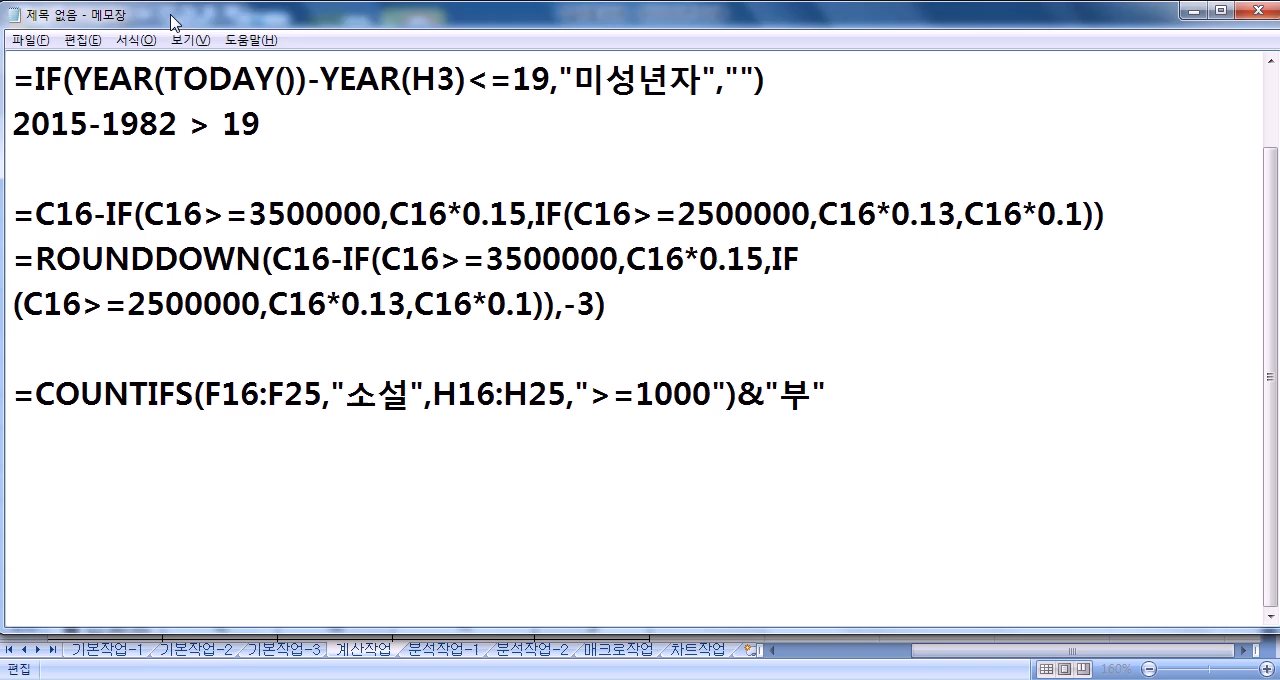 제목 없음 - 메모장
파일(F) 편집(E) 서식(O) 보기(V) 도움말(H)
=IF(YEAR(TODAY())-YEAR(H3)<=19,"미성년자","")
2015-1982 > 19
=C16-IF(C16>=3500000,C16*0.15,IF(C16>=2500000,C16*0.13,C16*0.1))
=ROUNDDOWN(C16-IF(C16>=3500000,C16*0.15,IF
(C16>=2500000,C16*0.13,C16*0.1)),-3)
=COUNTIFS(F16:F25,"소설",H16:H25,">=1000")&"부"
기본작업-1 기본작업-2 기본작업-3 계산작업 분석작업-1 분석작업-2 매크로작업 차트작업
편집 160%